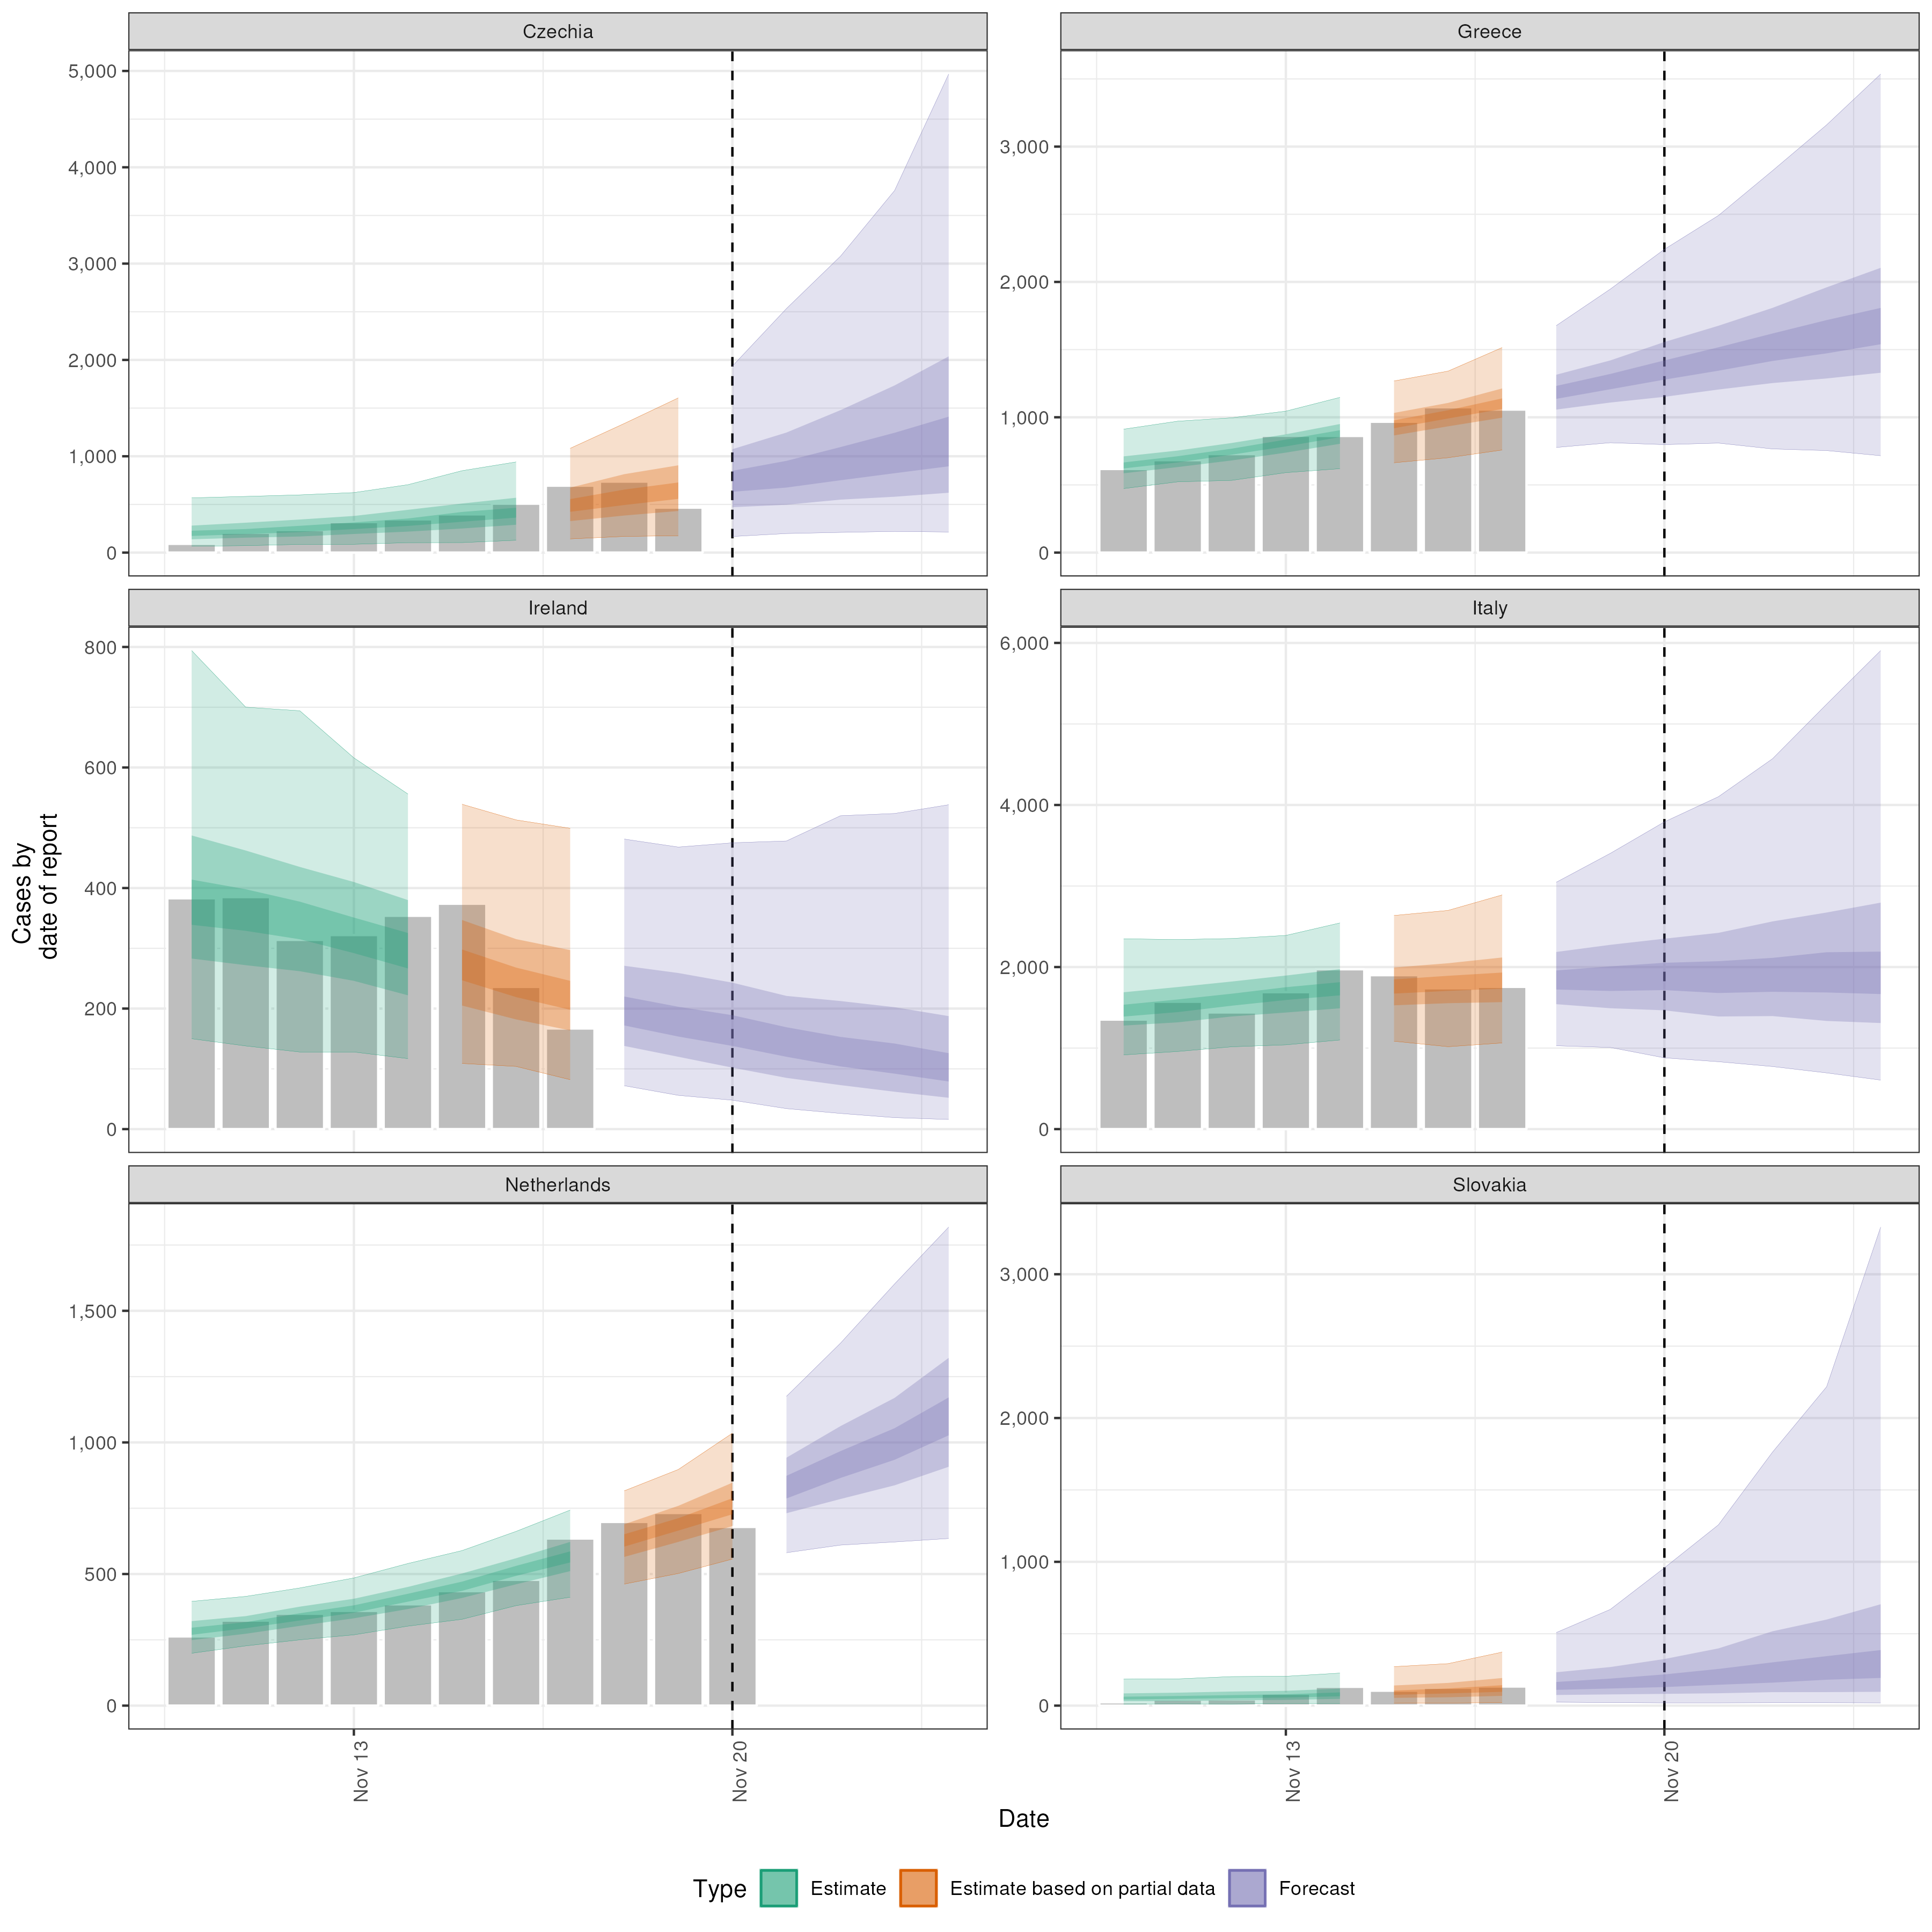 Czechia
Greece
5,000
4,000
3,000
2,000
1,000
0
3,000
2,000
1,000
0
Ireland
Italy
800
600
400
200
0
6,000
4,000
2,000
0
Cases by
date of report
Netherlands
Slovakia
1,500
1,000
500
0
3,000
2,000
1,000
0
Nov 13
Nov 20
Nov 13
Nov 20
Date
Type
Estimate
Estimate based on partial data
Forecast